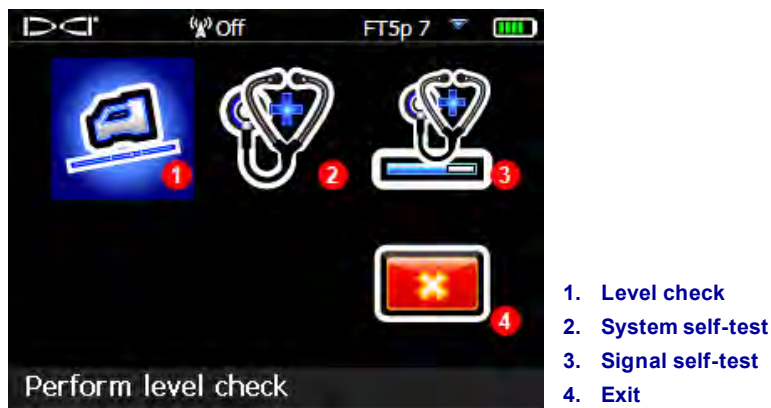 DCI Off FT5p 7
1
2
3
4
Perform level check
1. Level check
2. System self-test
3. Signal self-test
4. Exit